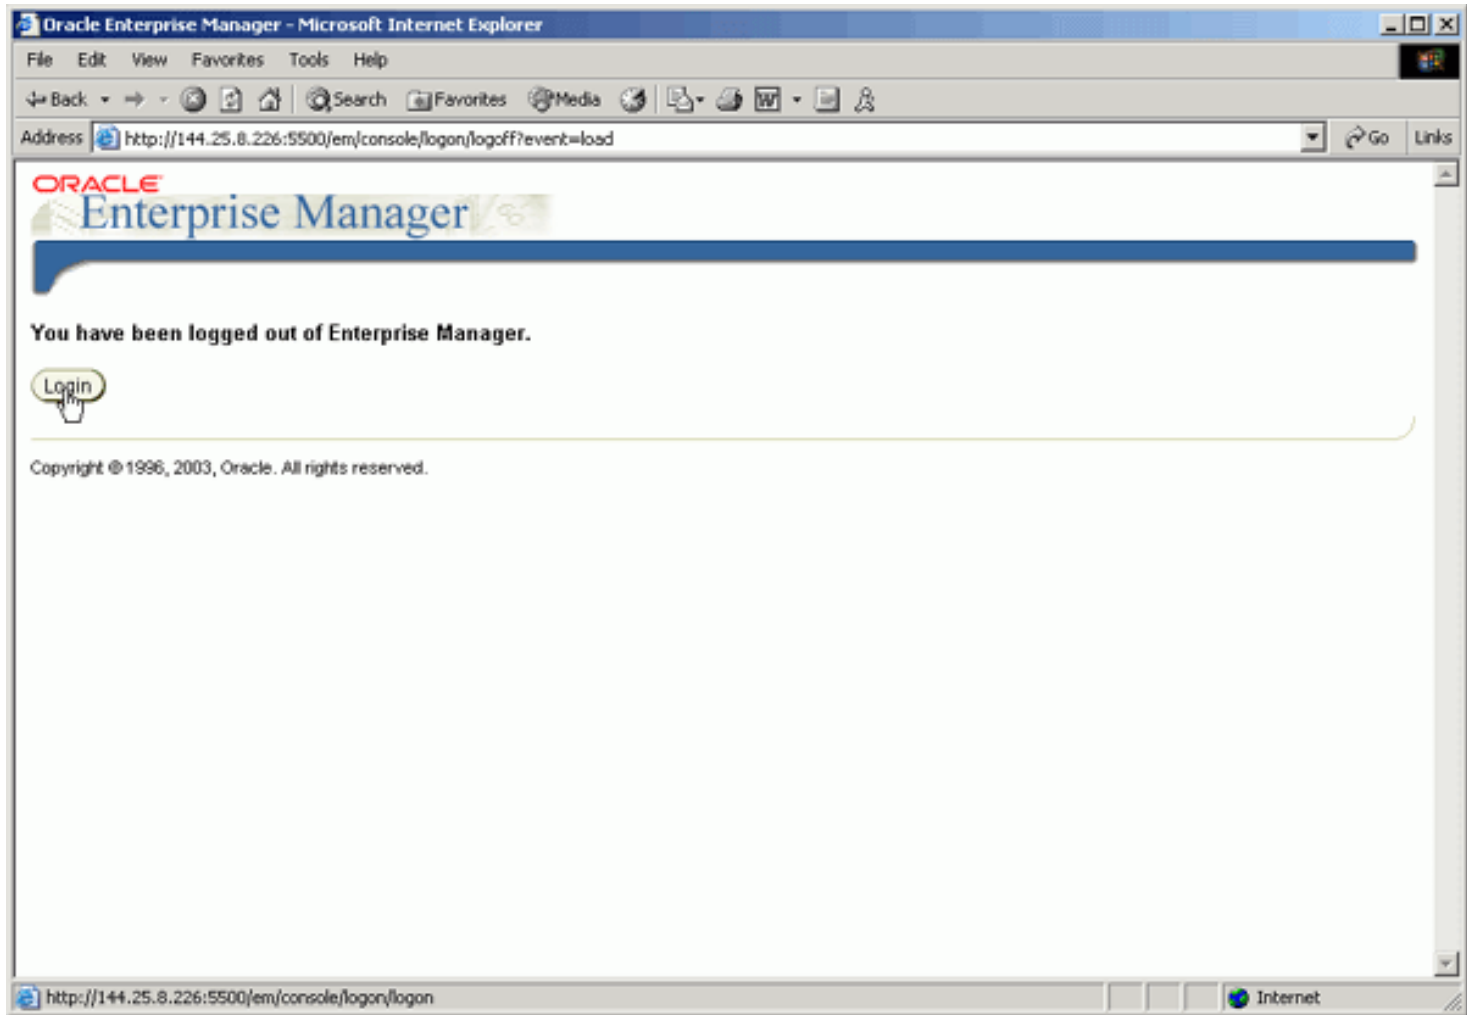 Oracle Enterprise Manager - Microsoft Internet Explorer
File Edit View Favorites Tools Help
Back Search Favorites Media
Address http://144.25.8.226:5500/em/console/logon/logoff?event=load Go Links
ORACLE
Enterprise Manager
You have been logged out of Enterprise Manager.
Login
Copyright © 1996, 2003, Oracle. All rights reserved.
http://144.25.8.226:5500/em/console/logon/logon Internet